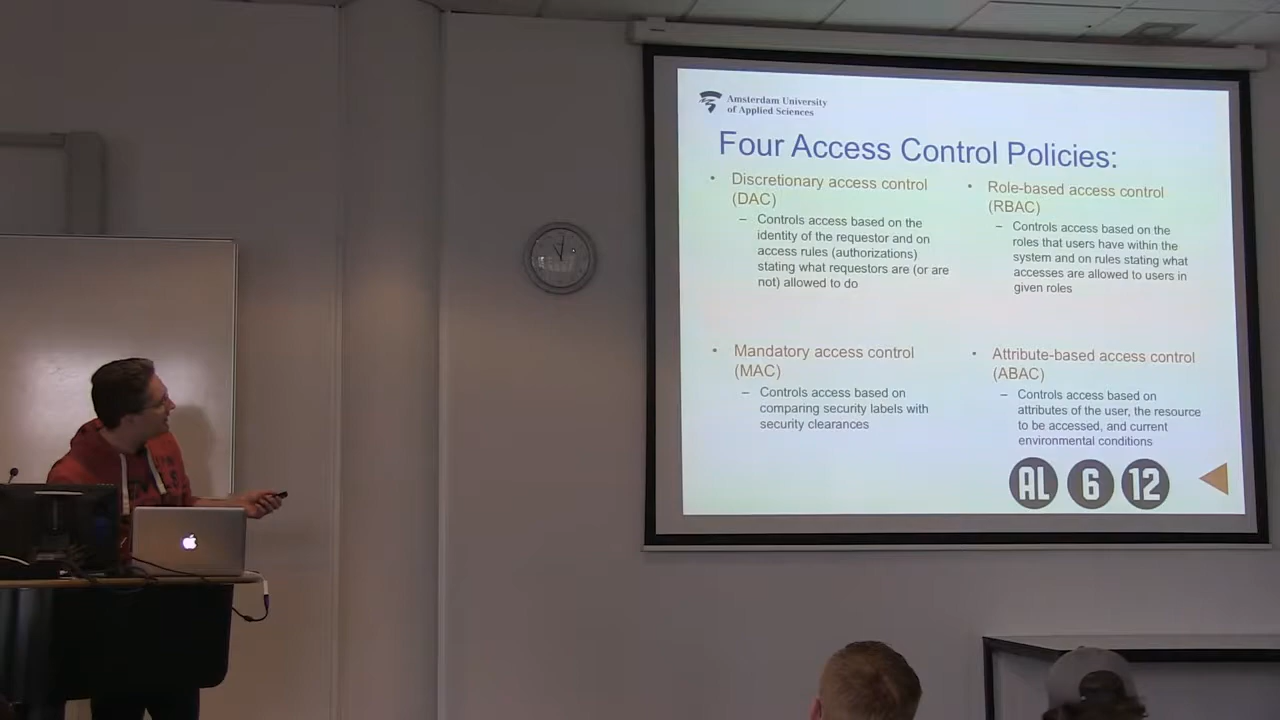 Amsterdam University
of Applied Sciences
Four Access Control Policies:
• Discretionary access control
(DAC)
– Controls access based on the
identity of the requestor and on
access rules (authorizations)
stating what requestors are (or are
not) allowed to do
• Mandatory access control
(MAC)
– Controls access based on
comparing security labels with
security clearances
• Role-based access control
(RBAC)
– Controls access based on the
roles that users have within the
system and on rules stating what
accesses are allowed to users in
given roles
• Attribute-based access control
(ABAC)
– Controls access based on
attributes of the user, the resource
to be accessed, and current
environmental conditions
AL 6 12